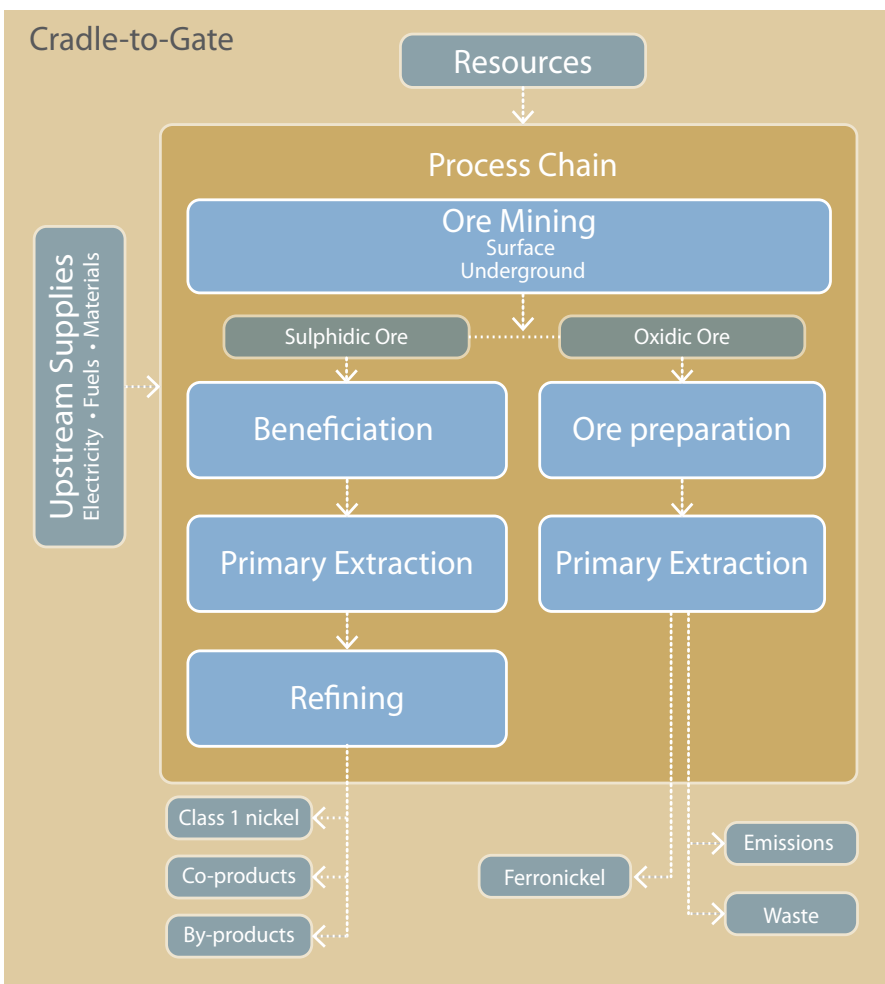 Cradle-to-Gate
Resources
Process Chain
Ore Mining
Surface
Underground
Upstream Supplies
Electricity • Fuels • Materials
Sulphidic Ore
Oxidic Ore
Beneficiation
Ore preparation
Primary Extraction
Primary Extraction
Refining
Class 1 nickel
Co-products
By-products
Ferronickel
Emissions
Waste